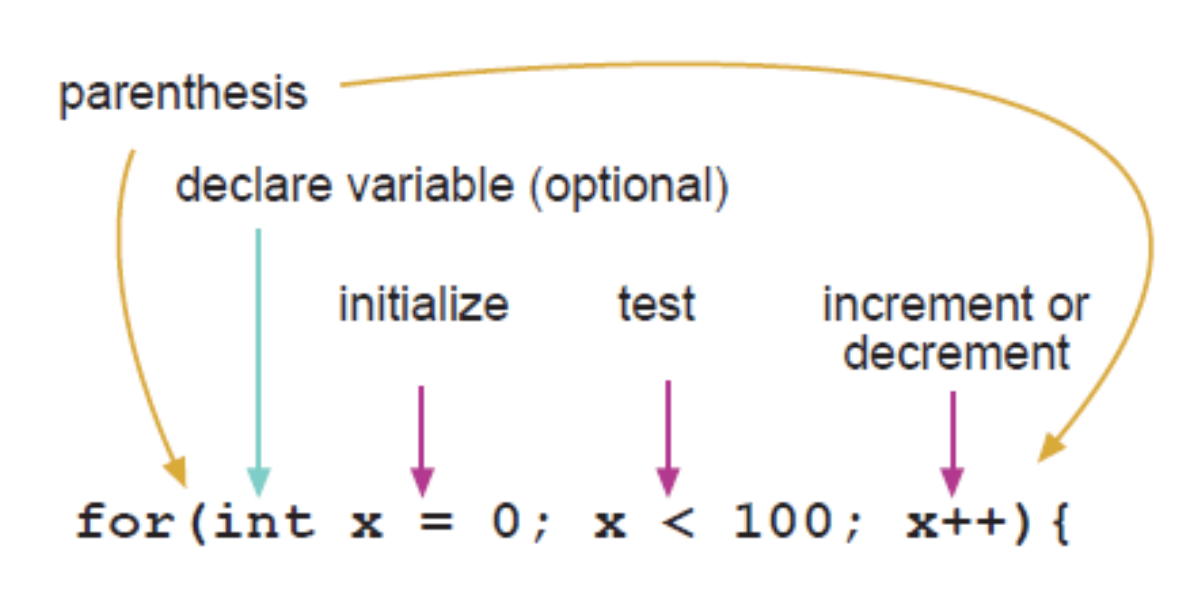 parenthesis
declare variable (optional)
initialize
test
increment or
decrement
for(int x = 0; x < 100; x++){